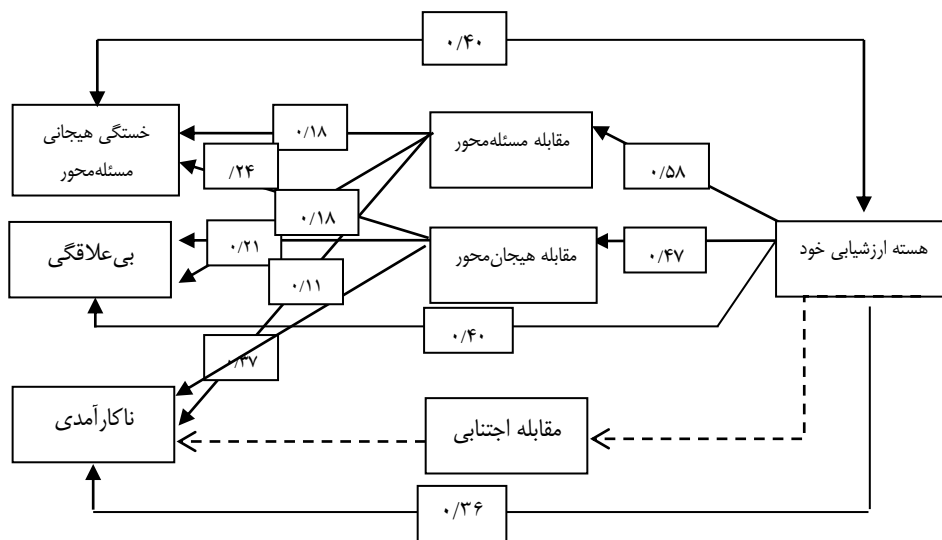 ۰/۴۰
خستگی هیجانی
مسئله‌محور
۰/۱۸
مقابله مسئله‌محور
/۲۴
۰/۵۸
۰/۱۸
بی‌علاقگی
۰/۲۱
مقابله هیجان‌محور
۰/۴۷
هسته ارزشیابی خود
۰/۱۱
۰/۴۰
۰/۳۷
ناکارآمدی
مقابله اجتنابی
۰/۳۶